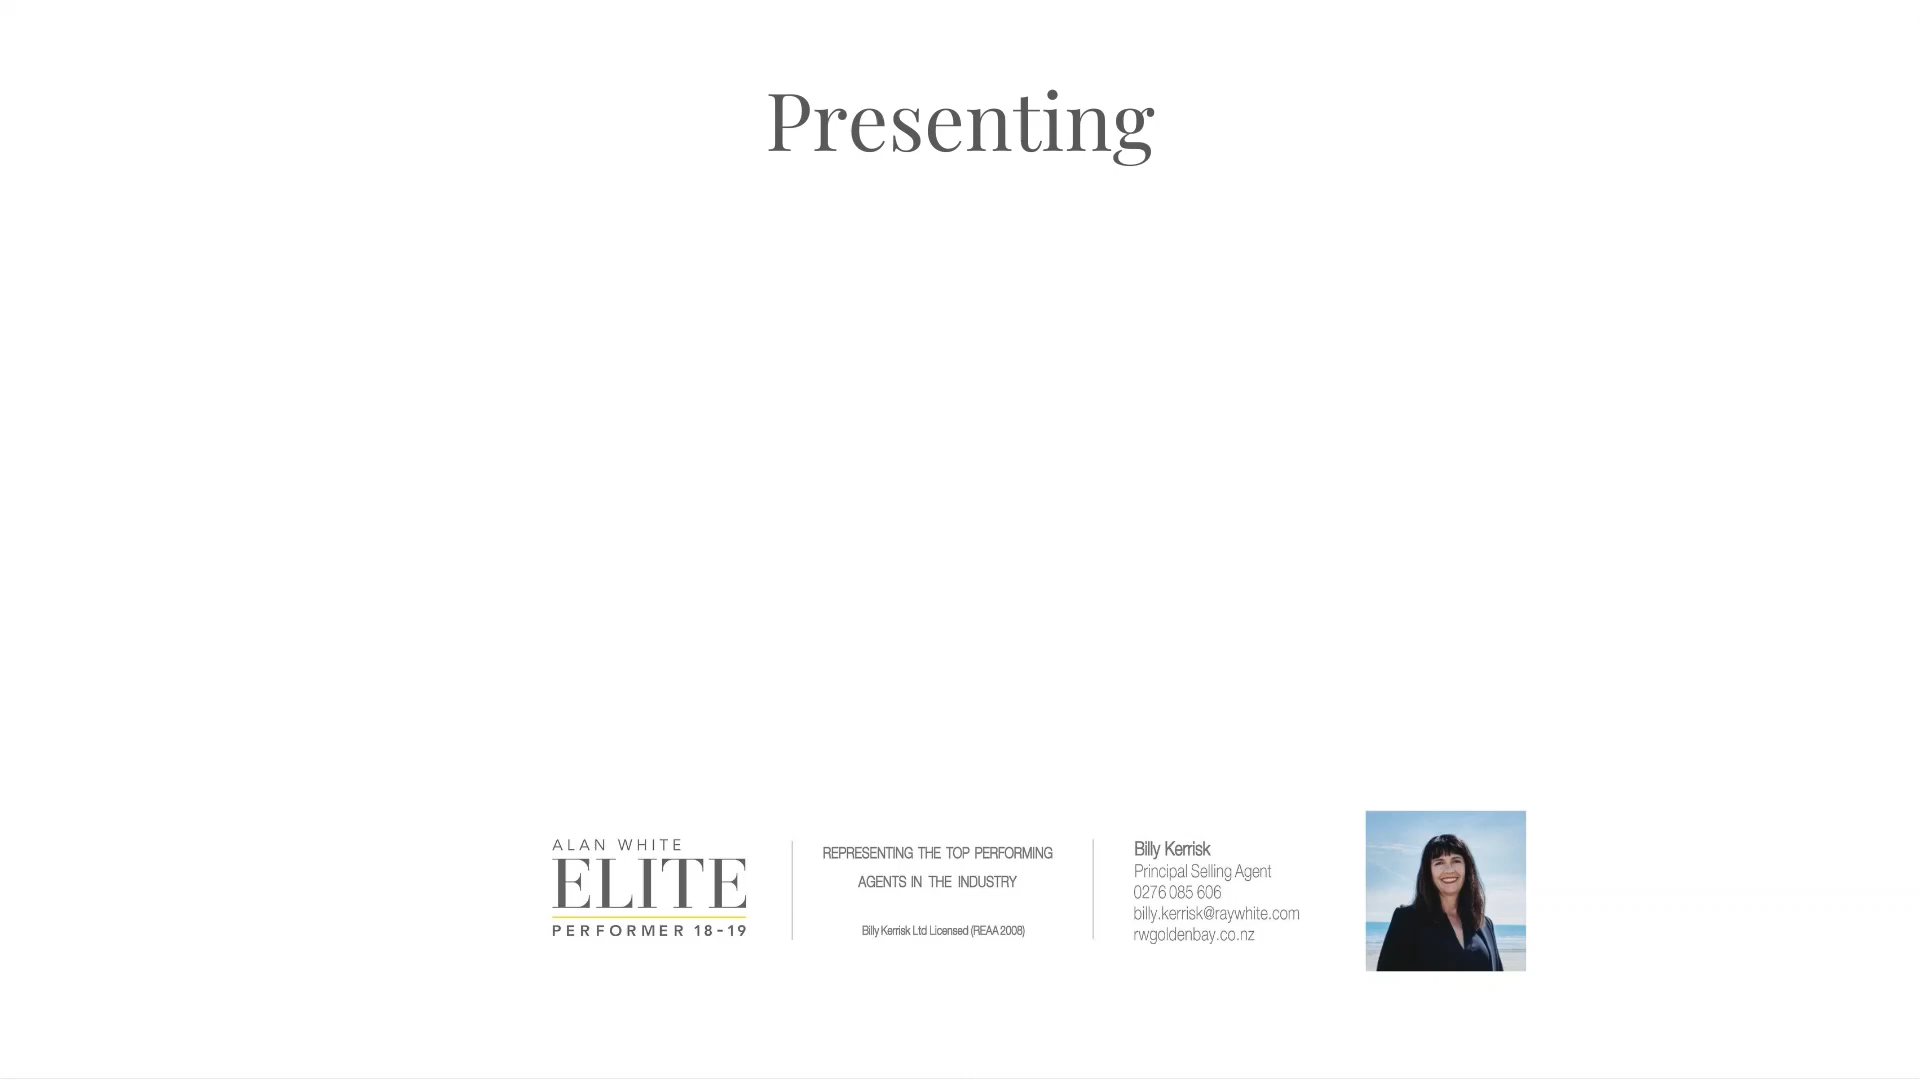 Presenting
ALAN WHITE
ELITE
PERFORMER 18-19
REPRESENTING THE TOP PERFORMING
AGENTS IN THE INDUSTRY
Billy Kerrisk Ltd Licensed (REAA 2008)
Billy Kerrisk
Principal Selling Agent
0276 085 606
billy.kerrisk@raywhite.com
rwgoldenbay.co.nz